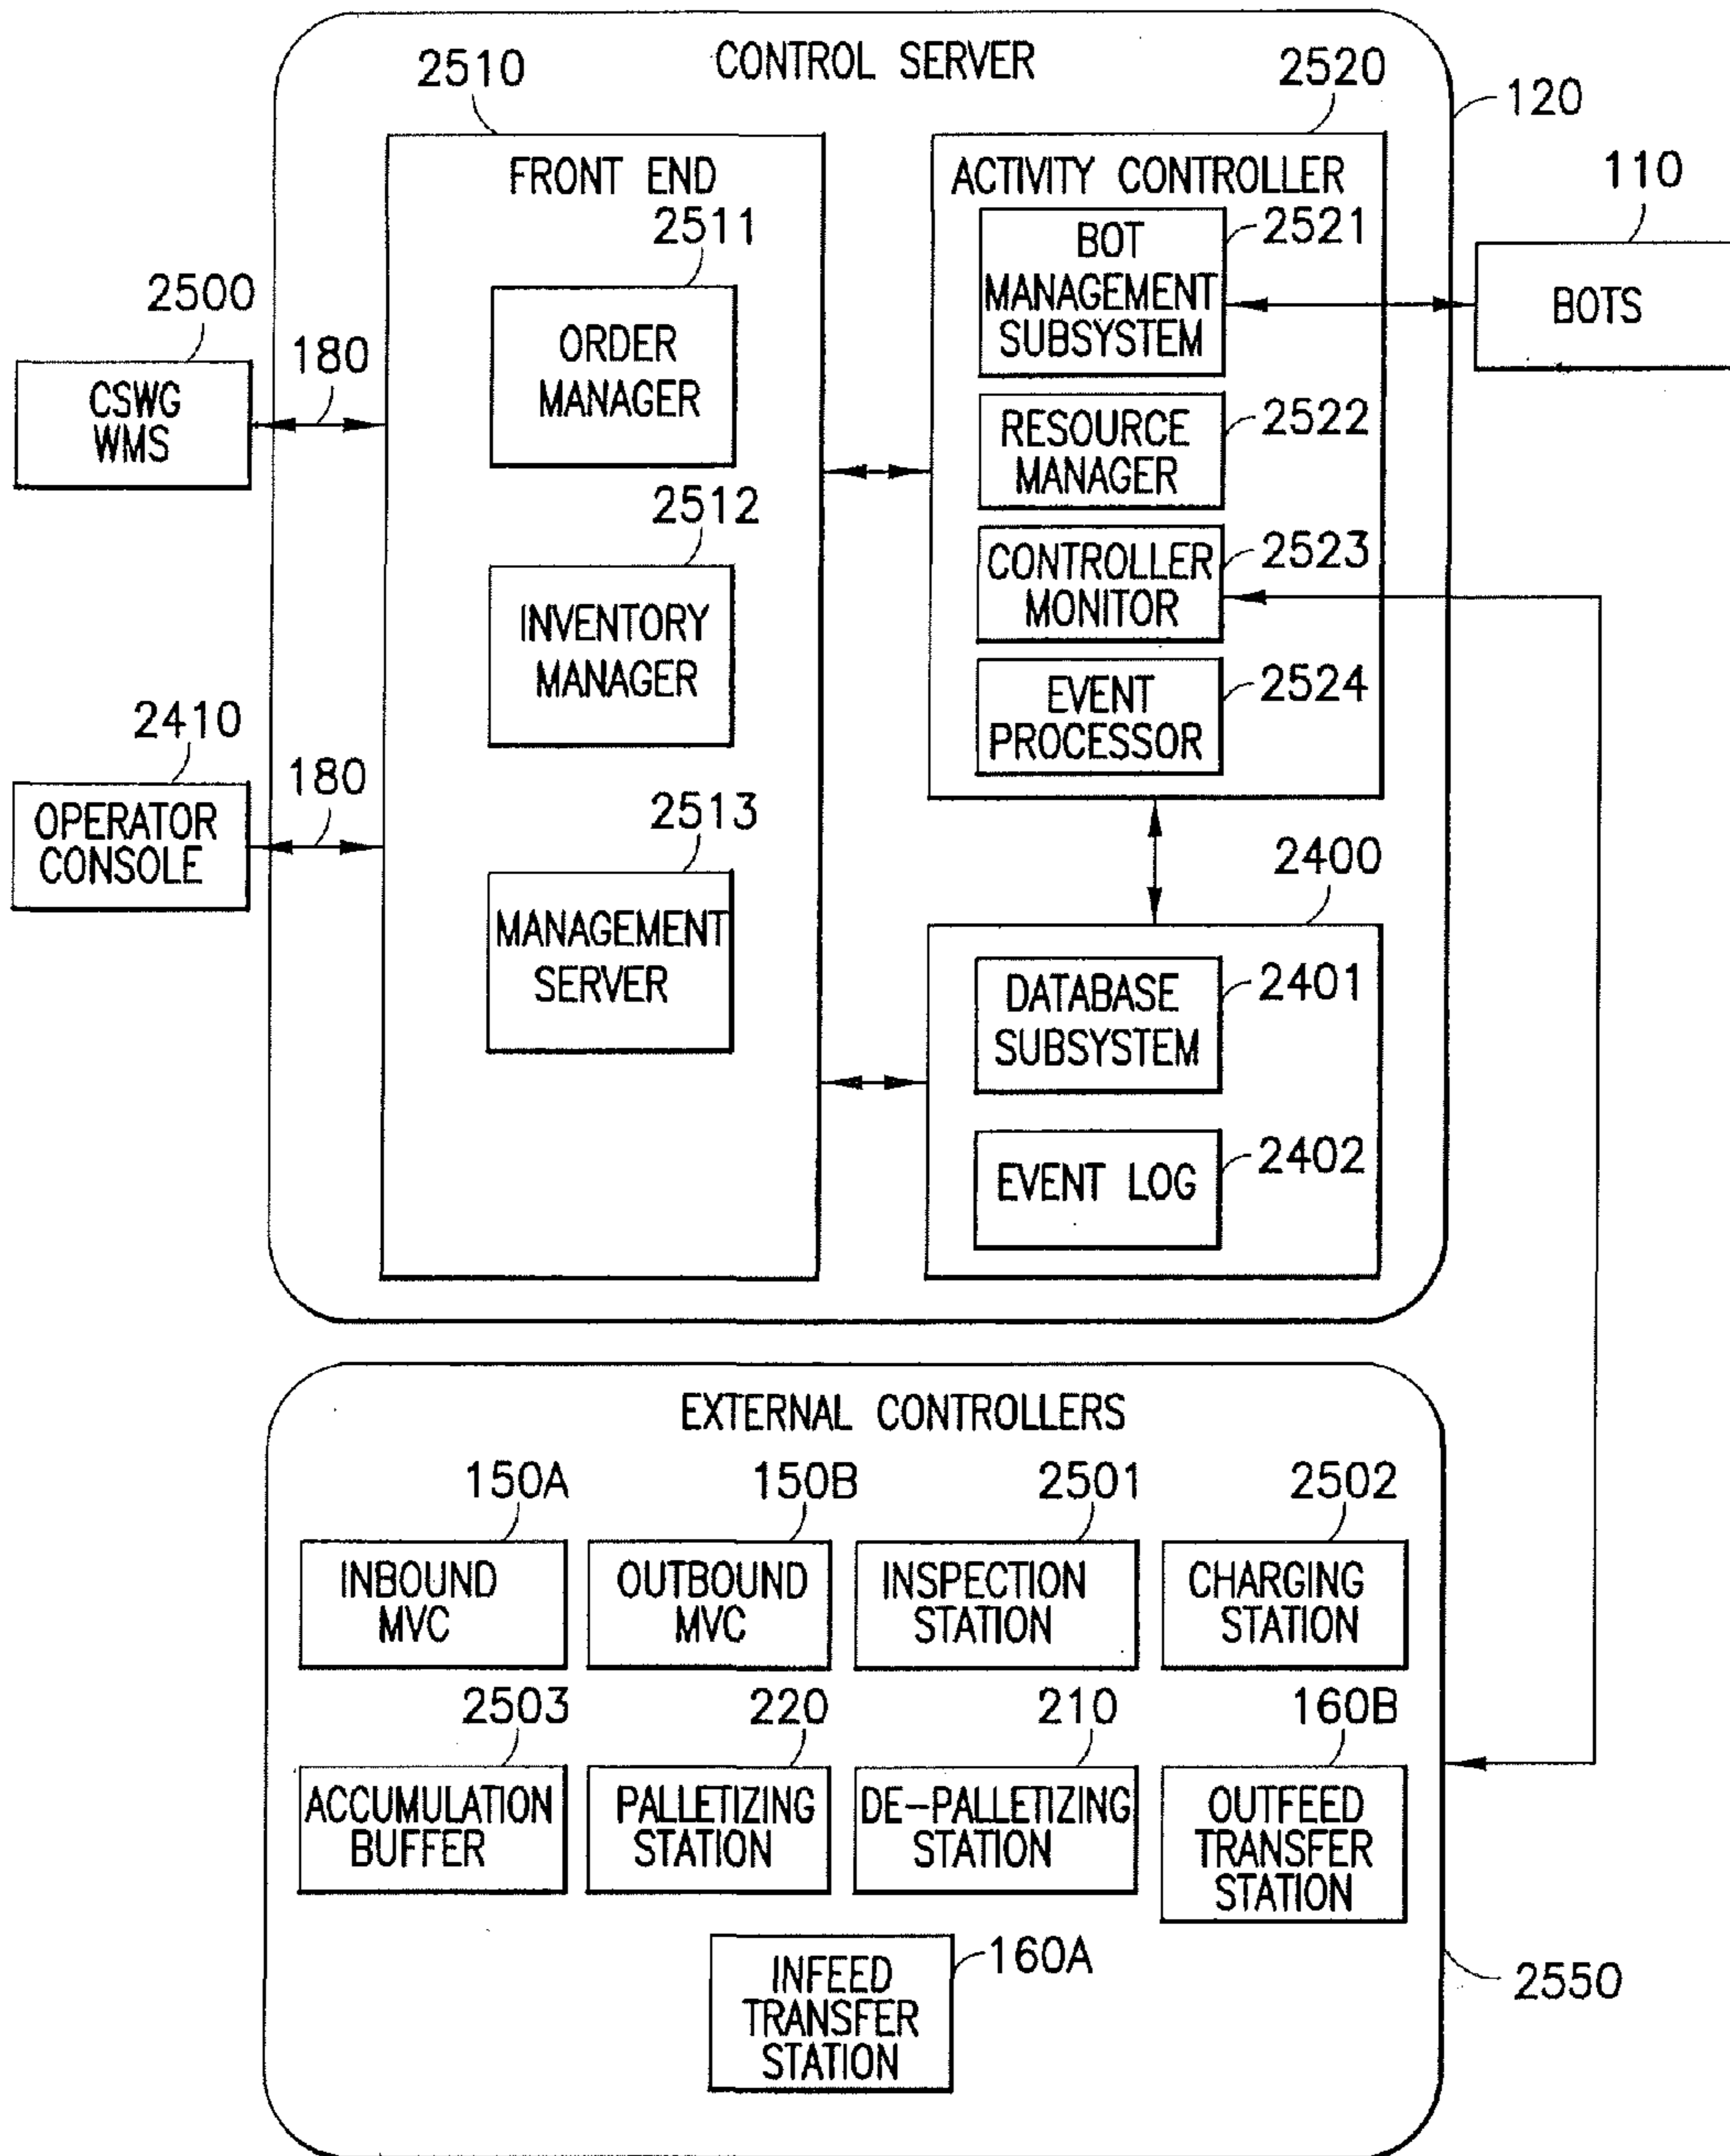 CONTROL SERVER
120
2510
FRONT END
2511
ORDER
MANAGER
2512
INVENTORY
MANAGER
2513
MANAGEMENT
SERVER
2520
ACTIVITY CONTROLLER
2521
BOT
MANAGEMENT
SUBSYSTEM
2522
RESOURCE
MANAGER
2523
CONTROLLER
MONITOR
2524
EVENT
PROCESSOR
110
BOTS
2500
CSWG
WMS
180
2410
OPERATOR
CONSOLE
180
2400
2401
DATABASE
SUBSYSTEM
2402
EVENT LOG
EXTERNAL CONTROLLERS
150A
INBOUND
MVC
150B
OUTBOUND
MVC
2501
INSPECTION
STATION
2502
CHARGING
STATION
2503
ACCUMULATION
BUFFER
220
PALLETIZING
STATION
210
DE-PALLETIZING
STATION
160B
OUTFEED
TRANSFER
STATION
160A
INFEED
TRANSFER
STATION
2550